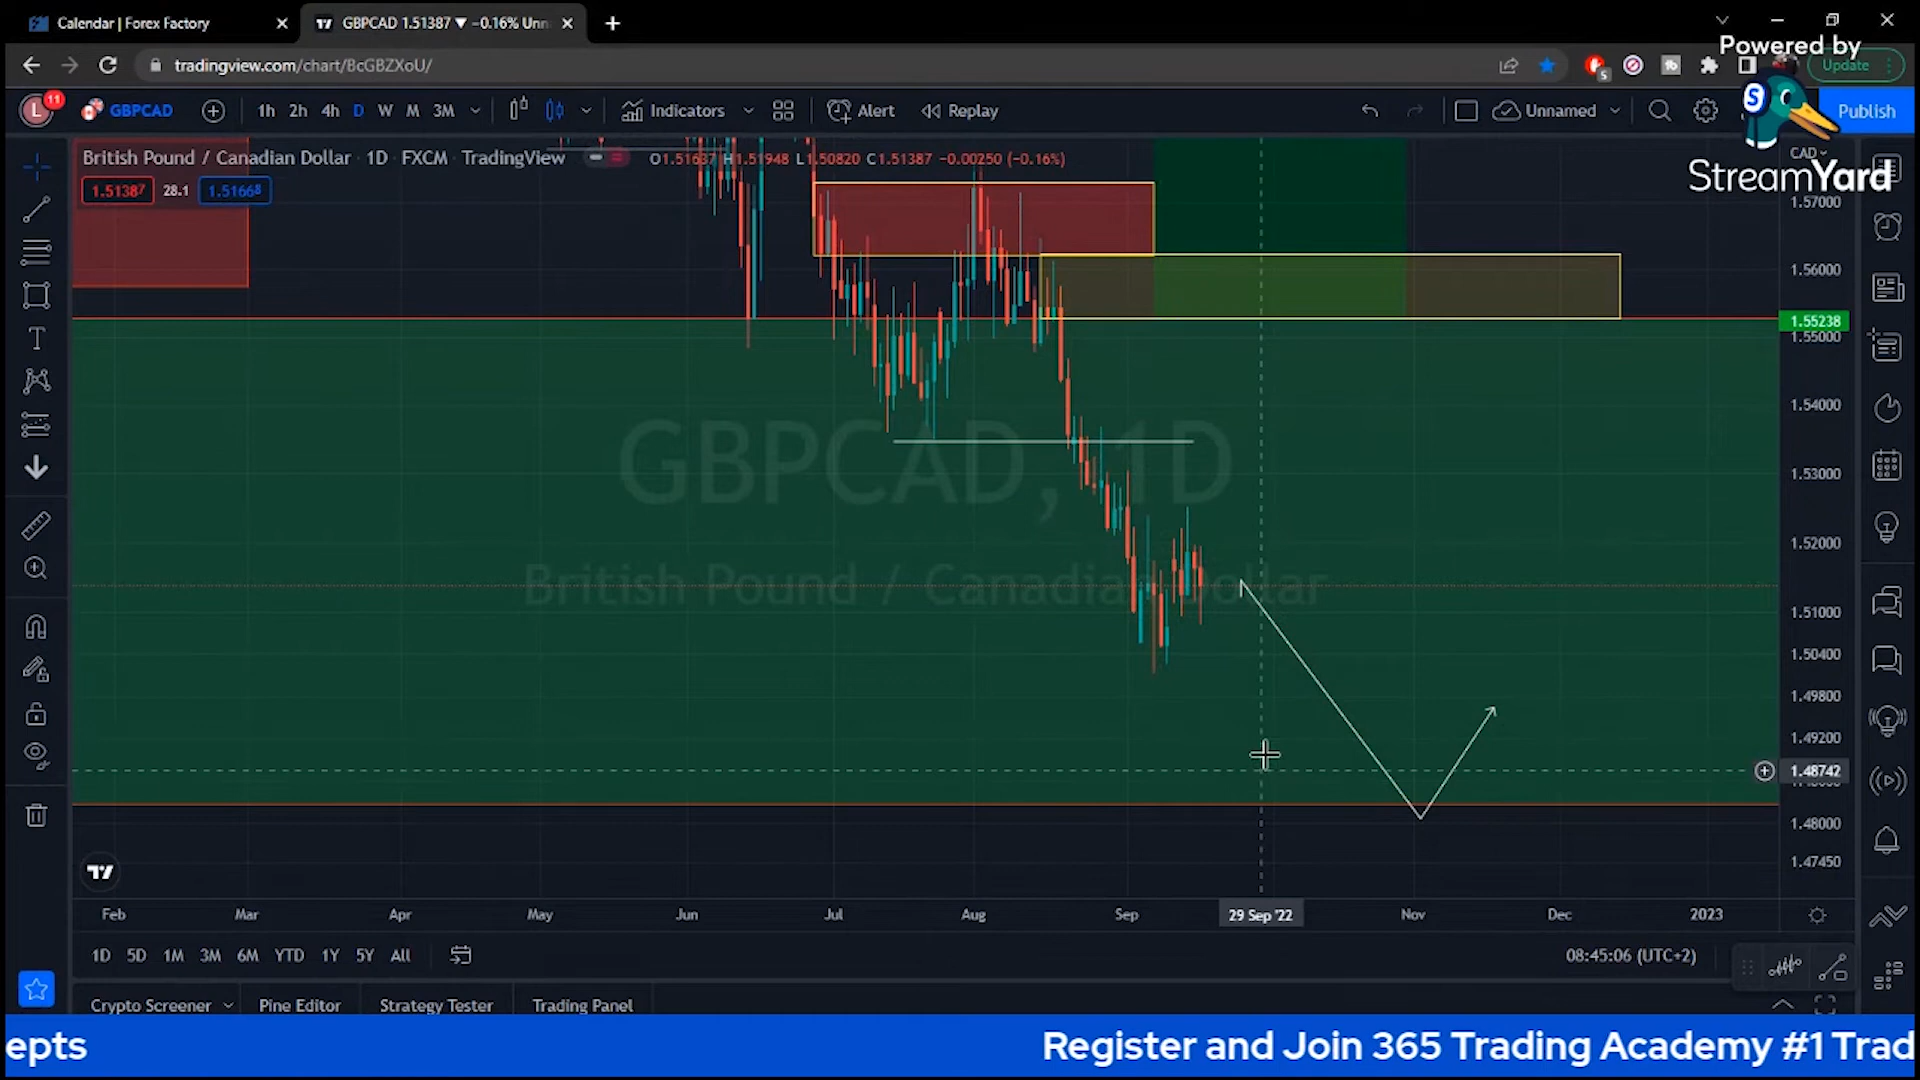 Calendar | Forex Factory
GBPCAD 1.51387 ▼ −0.16% Unn
tradingview.com/chart/BcGBZXoU/
Update
Powered by
StreamYard
L
11
GBPCAD
1h 2h 4h D W M 3M
Indicators
Alert
Replay
Unnamed
Publish
British Pound / Canadian Dollar · 1D · FXCM · TradingView
O1.51637 H1.51948 L1.50820 C1.51387 −0.00250 (−0.16%)
1.51387 28.1 1.51668
CAD
1.57000
1.56000
1.55238
1.55000
1.54000
1.53000
1.52000
1.51000
1.50400
1.49800
1.49200
1.48742
1.48000
1.47450
GBPCAD, 1D
British Pound / Canadian Dollar
Feb Mar Apr May Jun Jul Aug Sep 29 Sep '22 Nov Dec 2023
1D 5D 1M 3M 6M YTD 1Y 5Y All
08:45:06 (UTC+2)
Crypto Screener Pine Editor Strategy Tester Trading Panel
epts Register and Join 365 Trading Academy #1 Trad